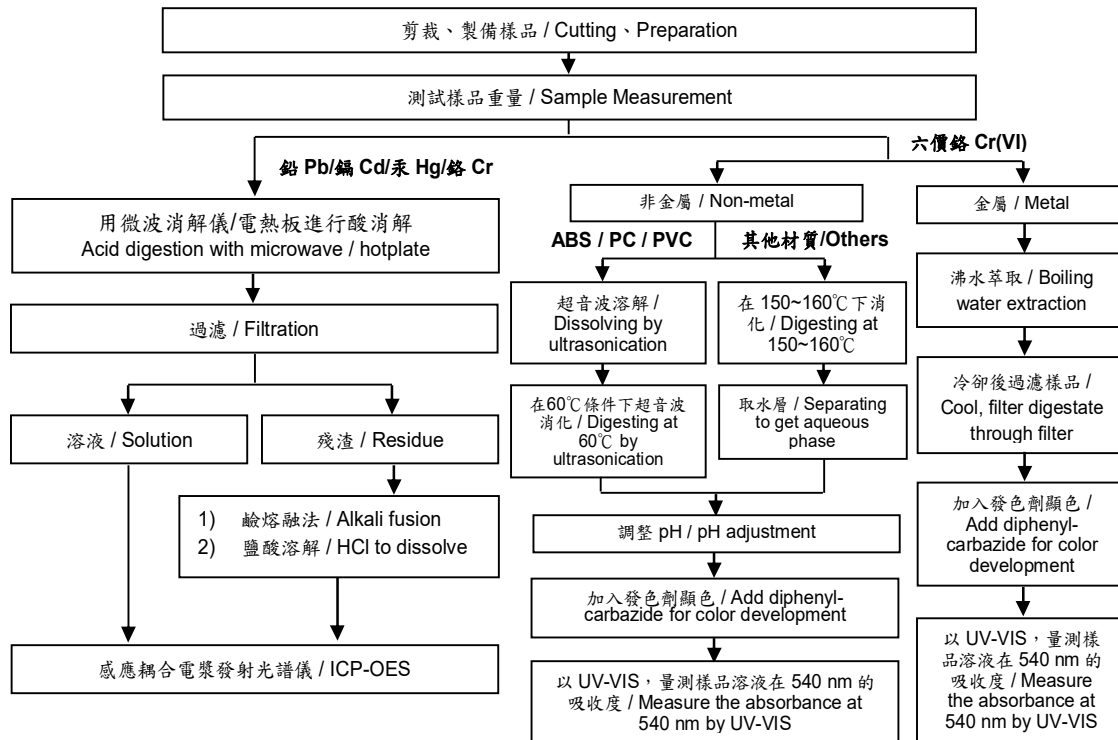 剪裁、製備樣品 / Cutting、Preparation
測試樣品重量 / Sample Measurement
鉛 Pb/鎘 Cd/汞 Hg/鉻 Cr
用微波消解儀/電熱板進行酸消解
Acid digestion with microwave / hotplate
過濾 / Filtration
溶液 / Solution
殘渣 / Residue
1) 鹼熔融法 / Alkali fusion
2) 鹽酸溶解 / HCl to dissolve
感應耦合電漿發射光譜儀 / ICP-OES
六價鉻 Cr(VI)
非金屬 / Non-metal
ABS / PC / PVC
超音波溶解 /
Dissolving by
ultrasonication
在60℃條件下超音波
消化 / Digesting at
60℃ by
ultrasonication
其他材質/Others
在 150~160℃下消
化 / Digesting at
150~160℃
取水層 / Separating
to get aqueous
phase
調整 pH / pH adjustment
加入發色劑顯色 / Add diphenyl-
carbazide for color development
以 UV-VIS，量測樣品溶液在 540 nm 的
吸收度 / Measure the absorbance at
540 nm by UV-VIS
金屬 / Metal
沸水萃取 / Boiling
water extraction
冷卻後過濾樣品 /
Cool, filter digestate
through filter
加入發色劑顯色 /
Add diphenyl-
carbazide for color
development
以 UV-VIS，量測樣
品溶液在 540 nm 的
吸收度 / Measure
the absorbance at
540 nm by UV-VIS